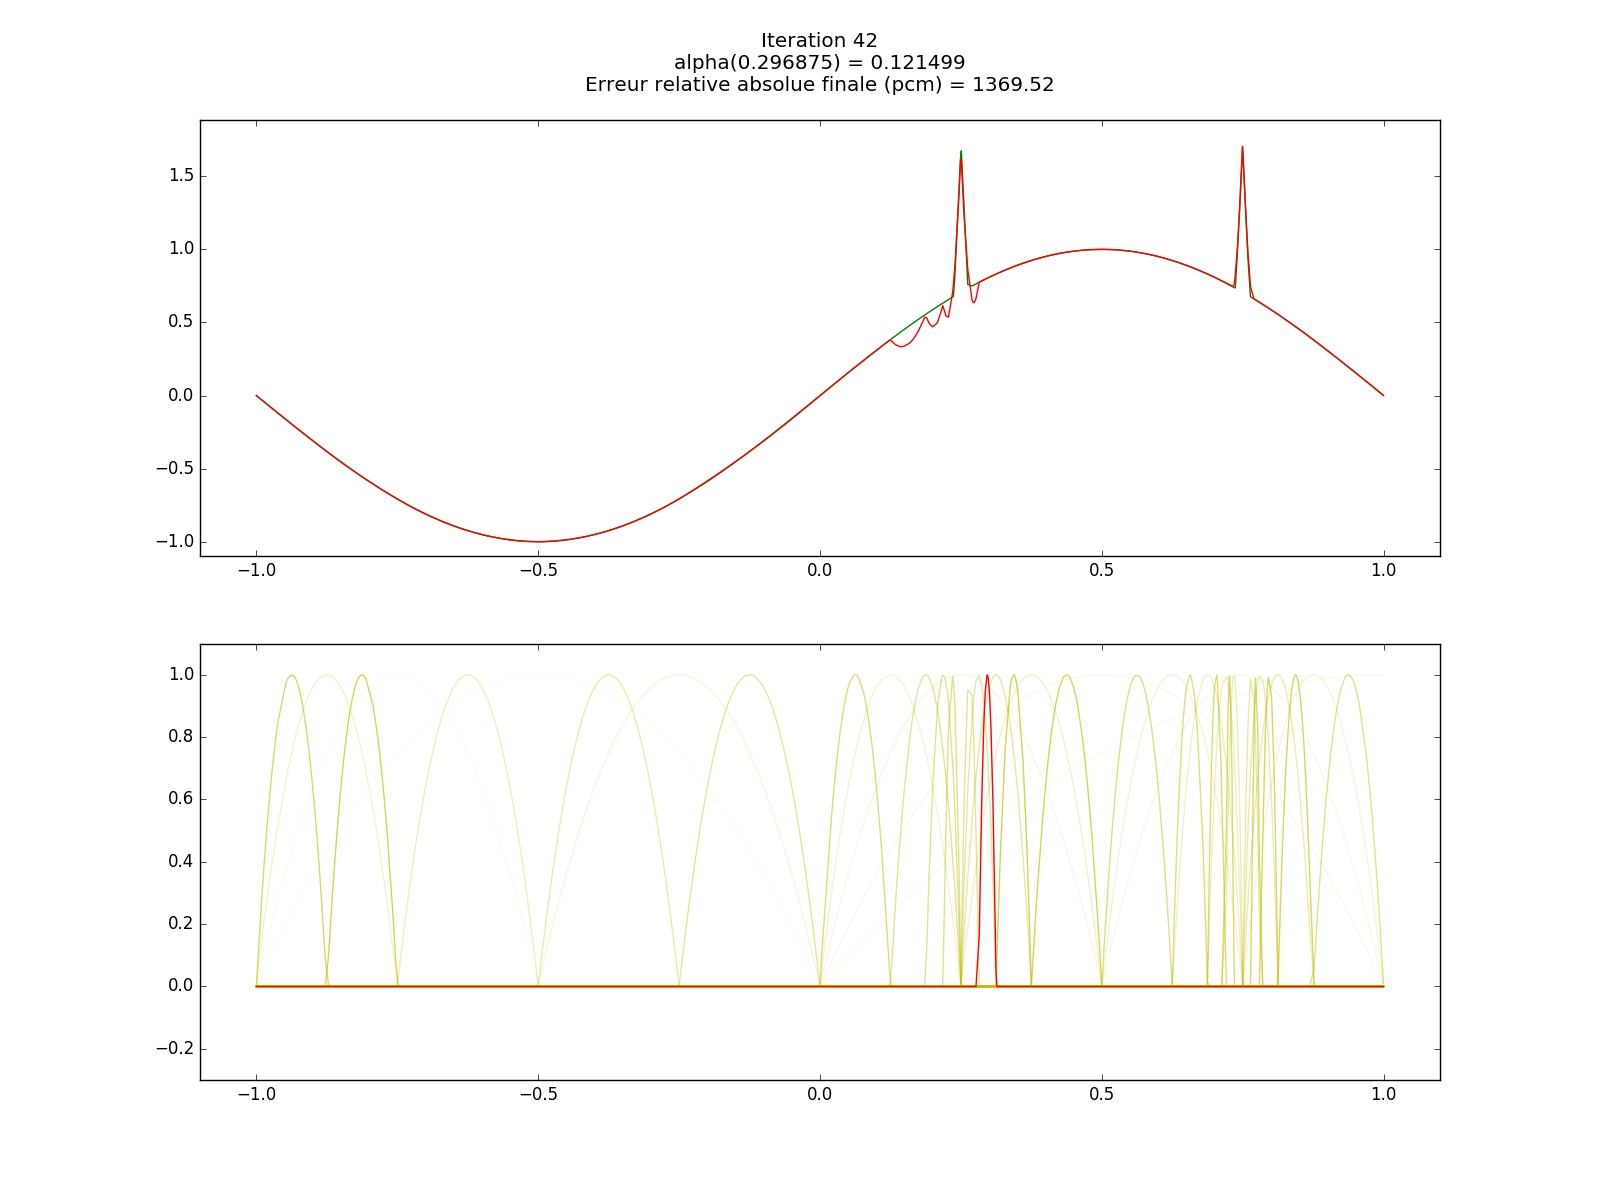 Iteration 42
alpha(0.296875) = 0.121499
Erreur relative absolue finale (pcm) = 1369.52
1.5
1.0
0.5
0.0
−0.5
−1.0
−1.0 −0.5 0.0 0.5 1.0
1.0
0.8
0.6
0.4
0.2
0.0
−0.2
−1.0 −0.5 0.0 0.5 1.0